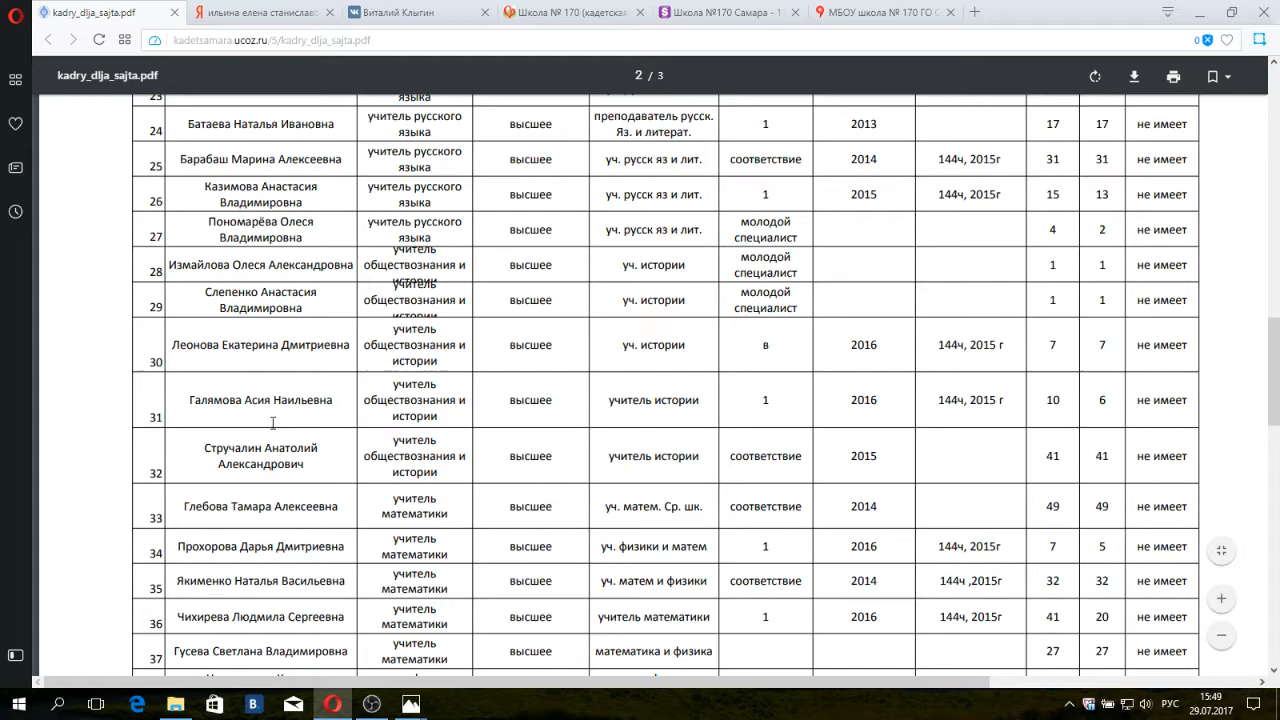 kadry_dlja_sajta.pdf
ильина елена станиславс
Виталий Клыгин
Школа № 170 (кадетская
Школа №170 Самара - 1
МБОУ школа № 170 ГО С
kadetsamara.ucoz.ru/5/kadry_dlja_sajta.pdf
0
kadry_dlja_sajta.pdf
2 / 3
23 языка
24 Батаева Наталья Ивановна учитель русского языка высшее преподаватель русск. Яз. и литерат. 1 2013 17 17 не имеет
25 Барабаш Марина Алексеевна учитель русского языка высшее уч. русск яз и лит. соответствие 2014 144ч, 2015г 31 31 не имеет
26 Казимова Анастасия Владимировна учитель русского языка высшее уч. русск яз и лит. 1 2015 144ч, 2015г 15 13 не имеет
27 Пономарёва Олеся Владимировна учитель русского языка высшее уч. русск яз и лит. молодой специалист 4 2 не имеет
28 Измайлова Олеся Александровна учитель обществознания и истории высшее уч. истории молодой специалист 1 1 не имеет
29 Слепенко Анастасия Владимировна учитель обществознания и истории высшее уч. истории молодой специалист 1 1 не имеет
30 Леонова Екатерина Дмитриевна учитель обществознания и истории высшее уч. истории в 2016 144ч, 2015 г 7 7 не имеет
31 Галямова Асия Наильевна учитель обществознания и истории высшее учитель истории 1 2016 144ч, 2015 г 10 6 не имеет
32 Стручалин Анатолий Александрович учитель обществознания и истории высшее учитель истории соответствие 2015 41 41 не имеет
33 Глебова Тамара Алексеевна учитель математики высшее уч. матем. Ср. шк. соответствие 2014 49 49 не имеет
34 Прохорова Дарья Дмитриевна учитель математики высшее уч. физики и матем 1 2016 144ч, 2015г 7 5 не имеет
35 Якименко Наталья Васильевна учитель математики высшее уч. матем и физики соответствие 2014 144ч ,2015г 32 32 не имеет
36 Чихирева Людмила Сергеевна учитель математики высшее учитель математики 1 2016 144ч, 2015г 41 20 не имеет
37 Гусева Светлана Владимировна учитель математики высшее математика и физика 27 27 не имеет
РУС
15:49
29.07.2017